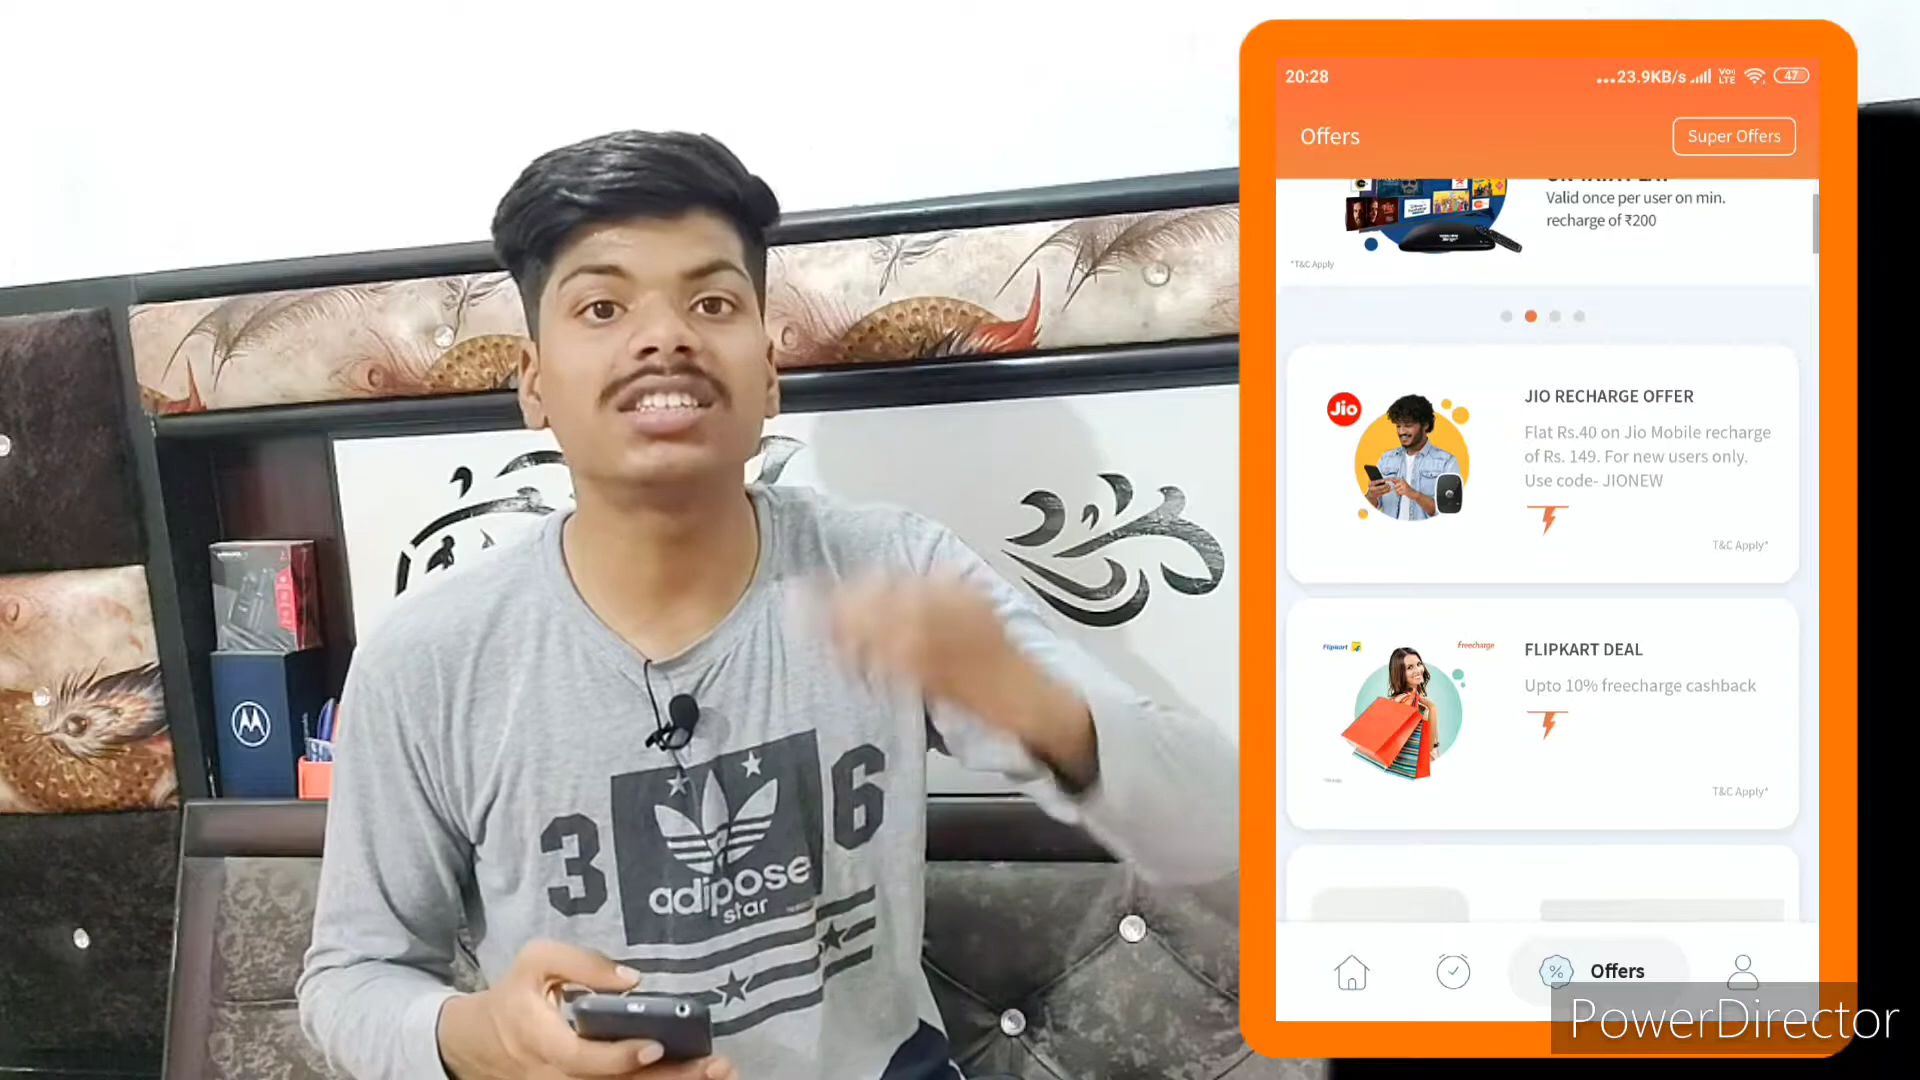 20:28
...23.9KB/s
Vo
LTE
47
Offers
Super Offers
Valid once per user on min.
recharge of ₹200
*T&C Apply
Jio
JIO RECHARGE OFFER
Flat Rs.40 on Jio Mobile recharge
of Rs. 149. For new users only.
Use code- JIONEW
T&C Apply*
Flipkart
freecharge
FLIPKART DEAL
Upto 10% freecharge cashback
T&C Apply*
%
Offers
PowerDirector
3
6
adipose
star